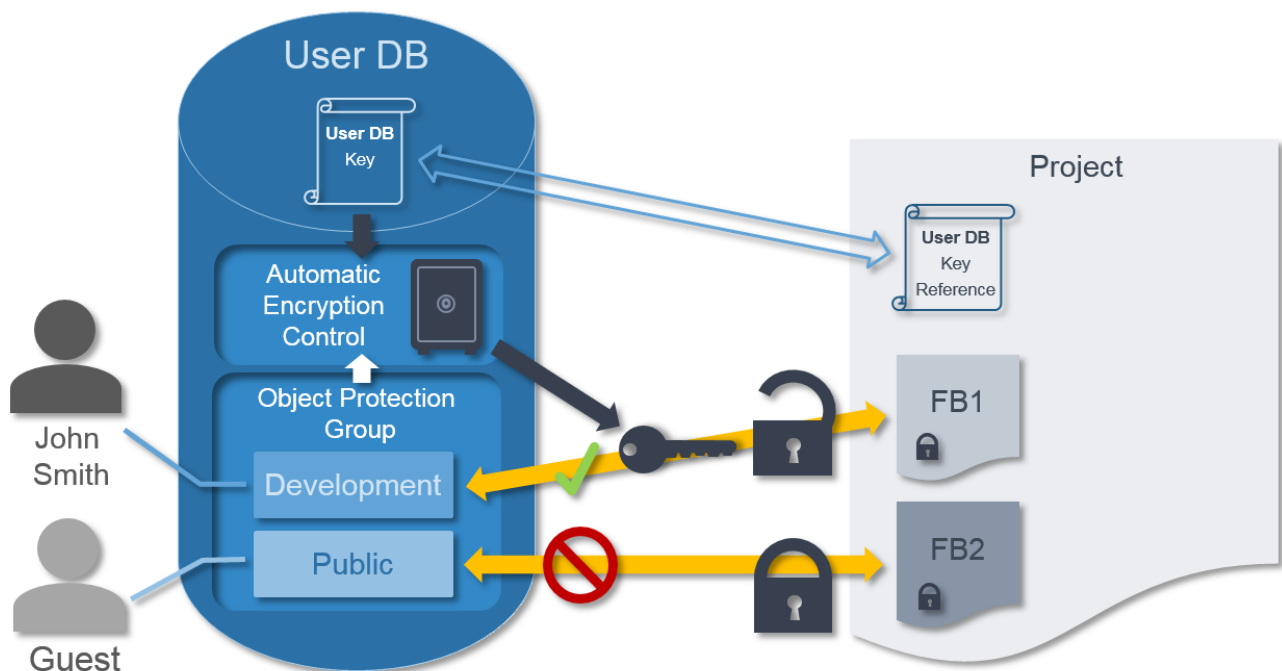 User DB
User DB
Key
Project
User DB
Key
Reference
Automatic
Encryption
Control
Object Protection
Group
Development
Public
John
Smith
Guest
FB1
FB2